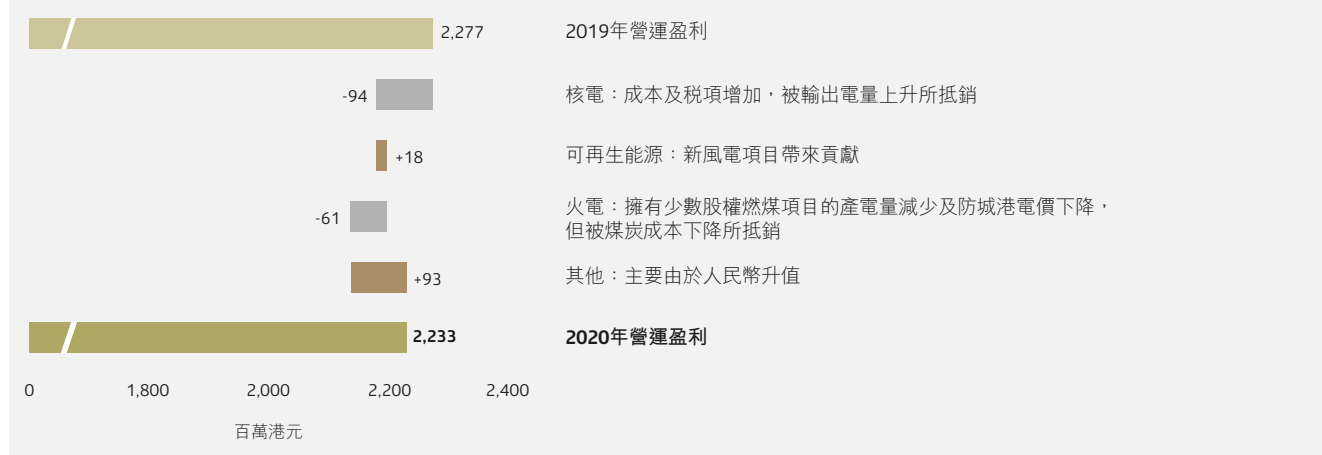 2,277 2019年營運盈利
-94 核電：成本及税項增加，被輸出電量上升所抵銷
+18 可再生能源：新風電項目帶來貢獻
-61 火電：擁有少數股權燃煤項目的產電量減少及防城港電價下降，
但被煤炭成本下降所抵銷
+93 其他：主要由於人民幣升值
2,233 2020年營運盈利
0 1,800 2,000 2,200 2,400
百萬港元